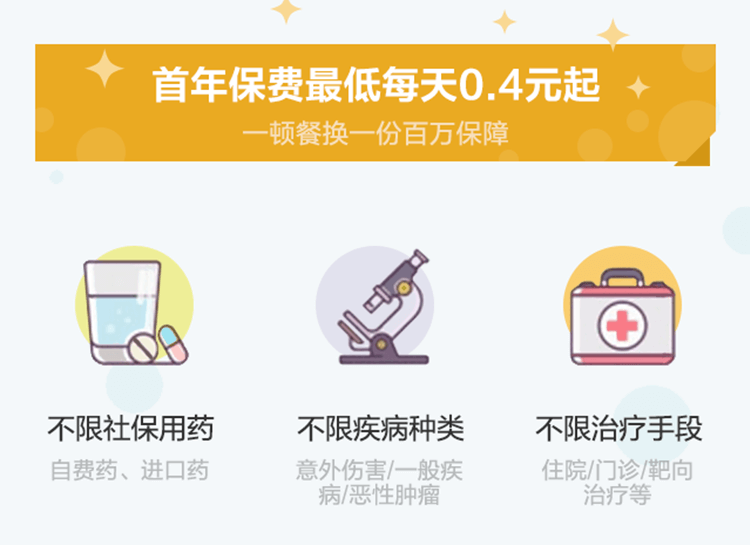 首年保费最低每天0.4元起
一顿餐换一份百万保障
不限社保用药
自费药、进口药
不限疾病种类
意外伤害/一般疾
病/恶性肿瘤
不限治疗手段
住院/门诊/靶向
治疗等